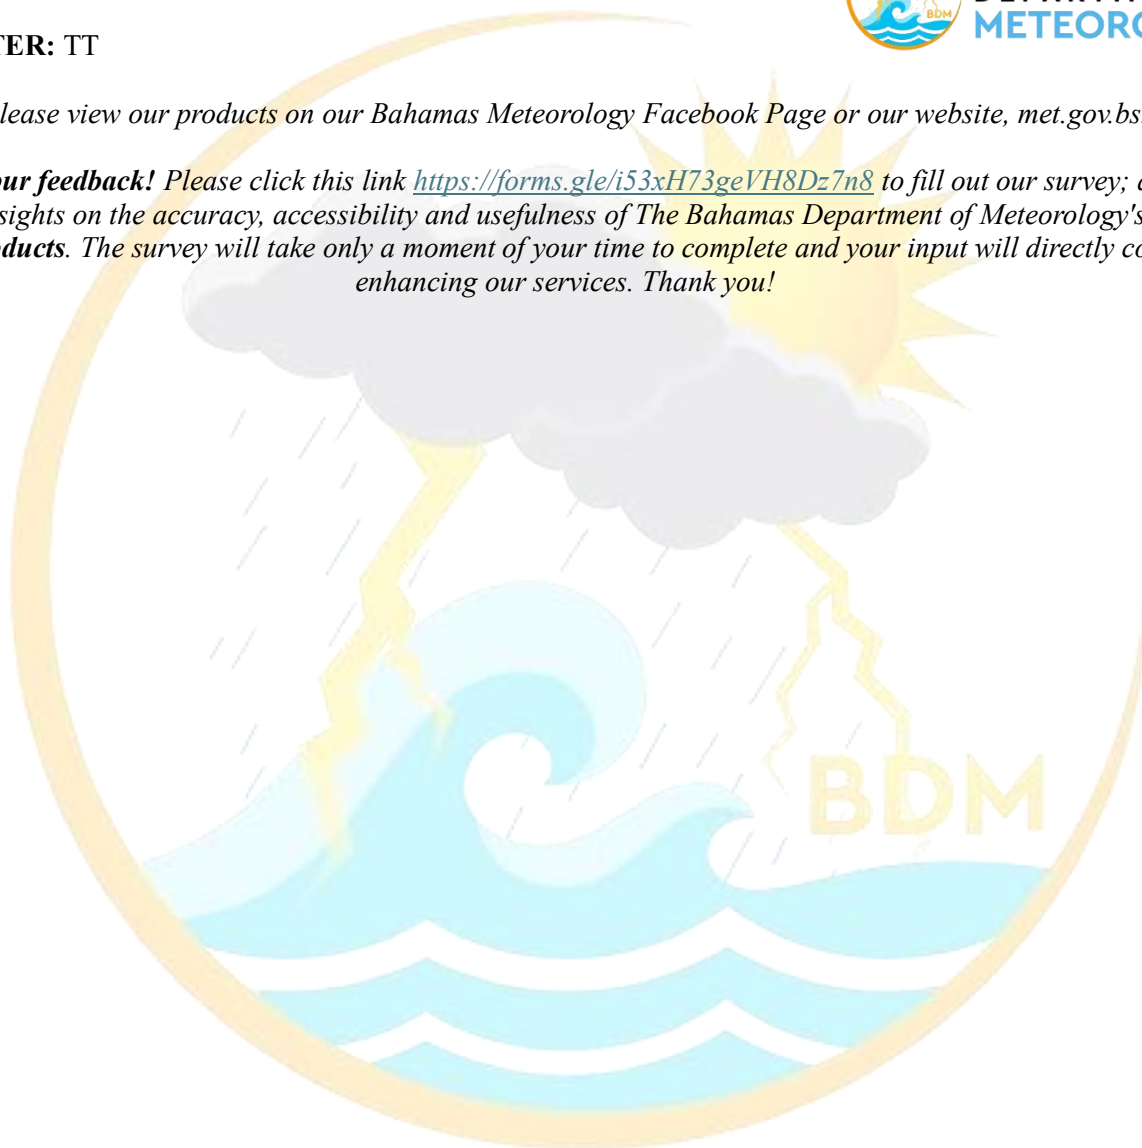 BDM
METEORO
TER: TT
lease view our products on our Bahamas Meteorology Facebook Page or our website, met.gov.bs.
our feedback! Please click this link https://forms.gle/i53xH73geVH8Dz7n8 to fill out our survey;
sights on the accuracy, accessibility and usefulness of The Bahamas Department of Meteorology's
oducts. The survey will take only a moment of your time to complete and your input will directly co
enhancing our services. Thank you!
BDM